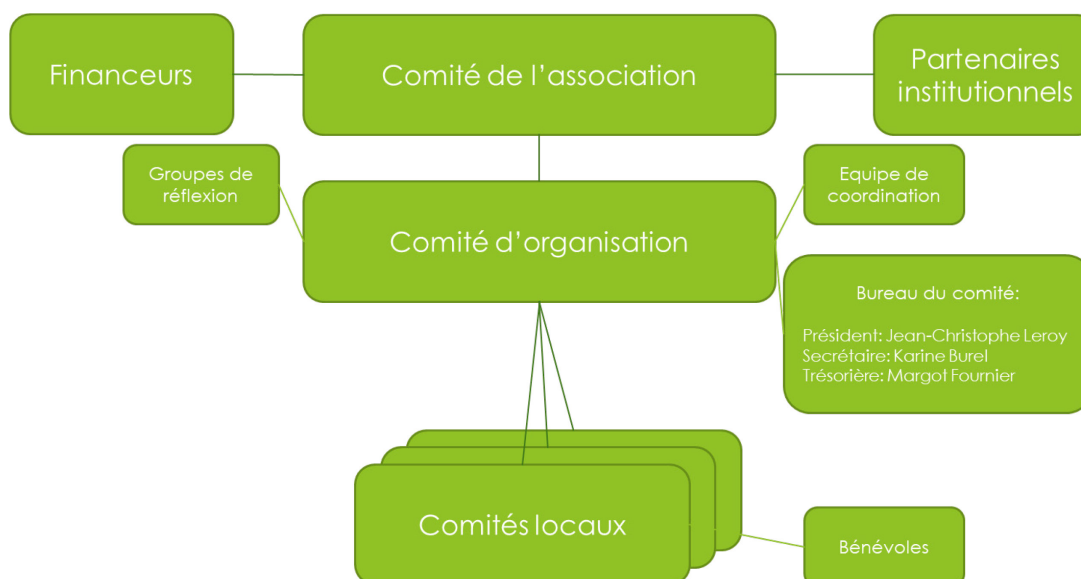 Financeurs
Comité de l'association
Partenaires
institutionnels
Groupes de
réflexion
Equipe de
coordination
Comité d'organisation
Bureau du comité:
Président: Jean-Christophe Leroy
Secrétaire: Karine Burel
Trésorière: Margot Fournier
Comités locaux
Bénévoles